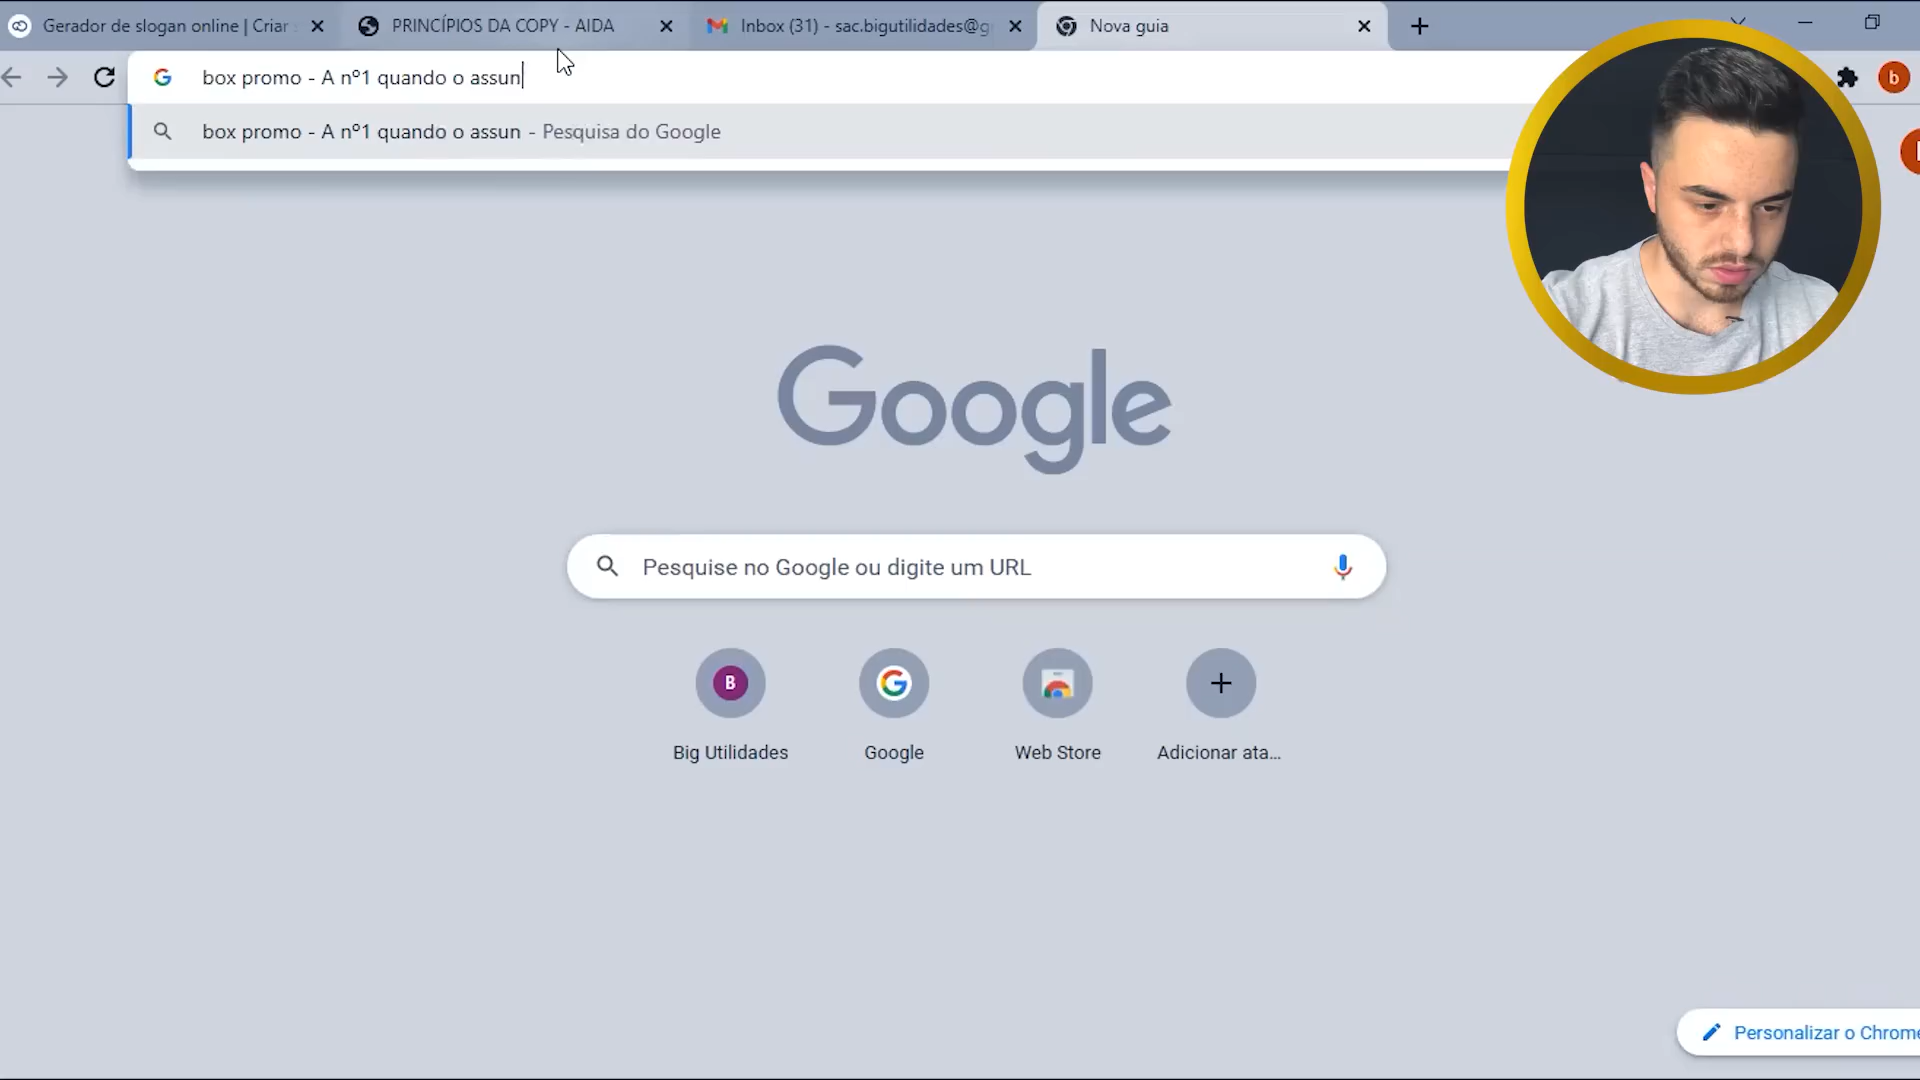 Gerador de slogan online | Criar
PRINCÍPIOS DA COPY - AIDA
Inbox (31) - sac.bigutilidades@g
Nova guia
box promo - A nº1 quando o assun
b
box promo - A nº1 quando o assun - Pesquisa do Google
Google
Pesquise no Google ou digite um URL
B
Big Utilidades
Google
Web Store
Adicionar ata...
Personalizar o Chrome